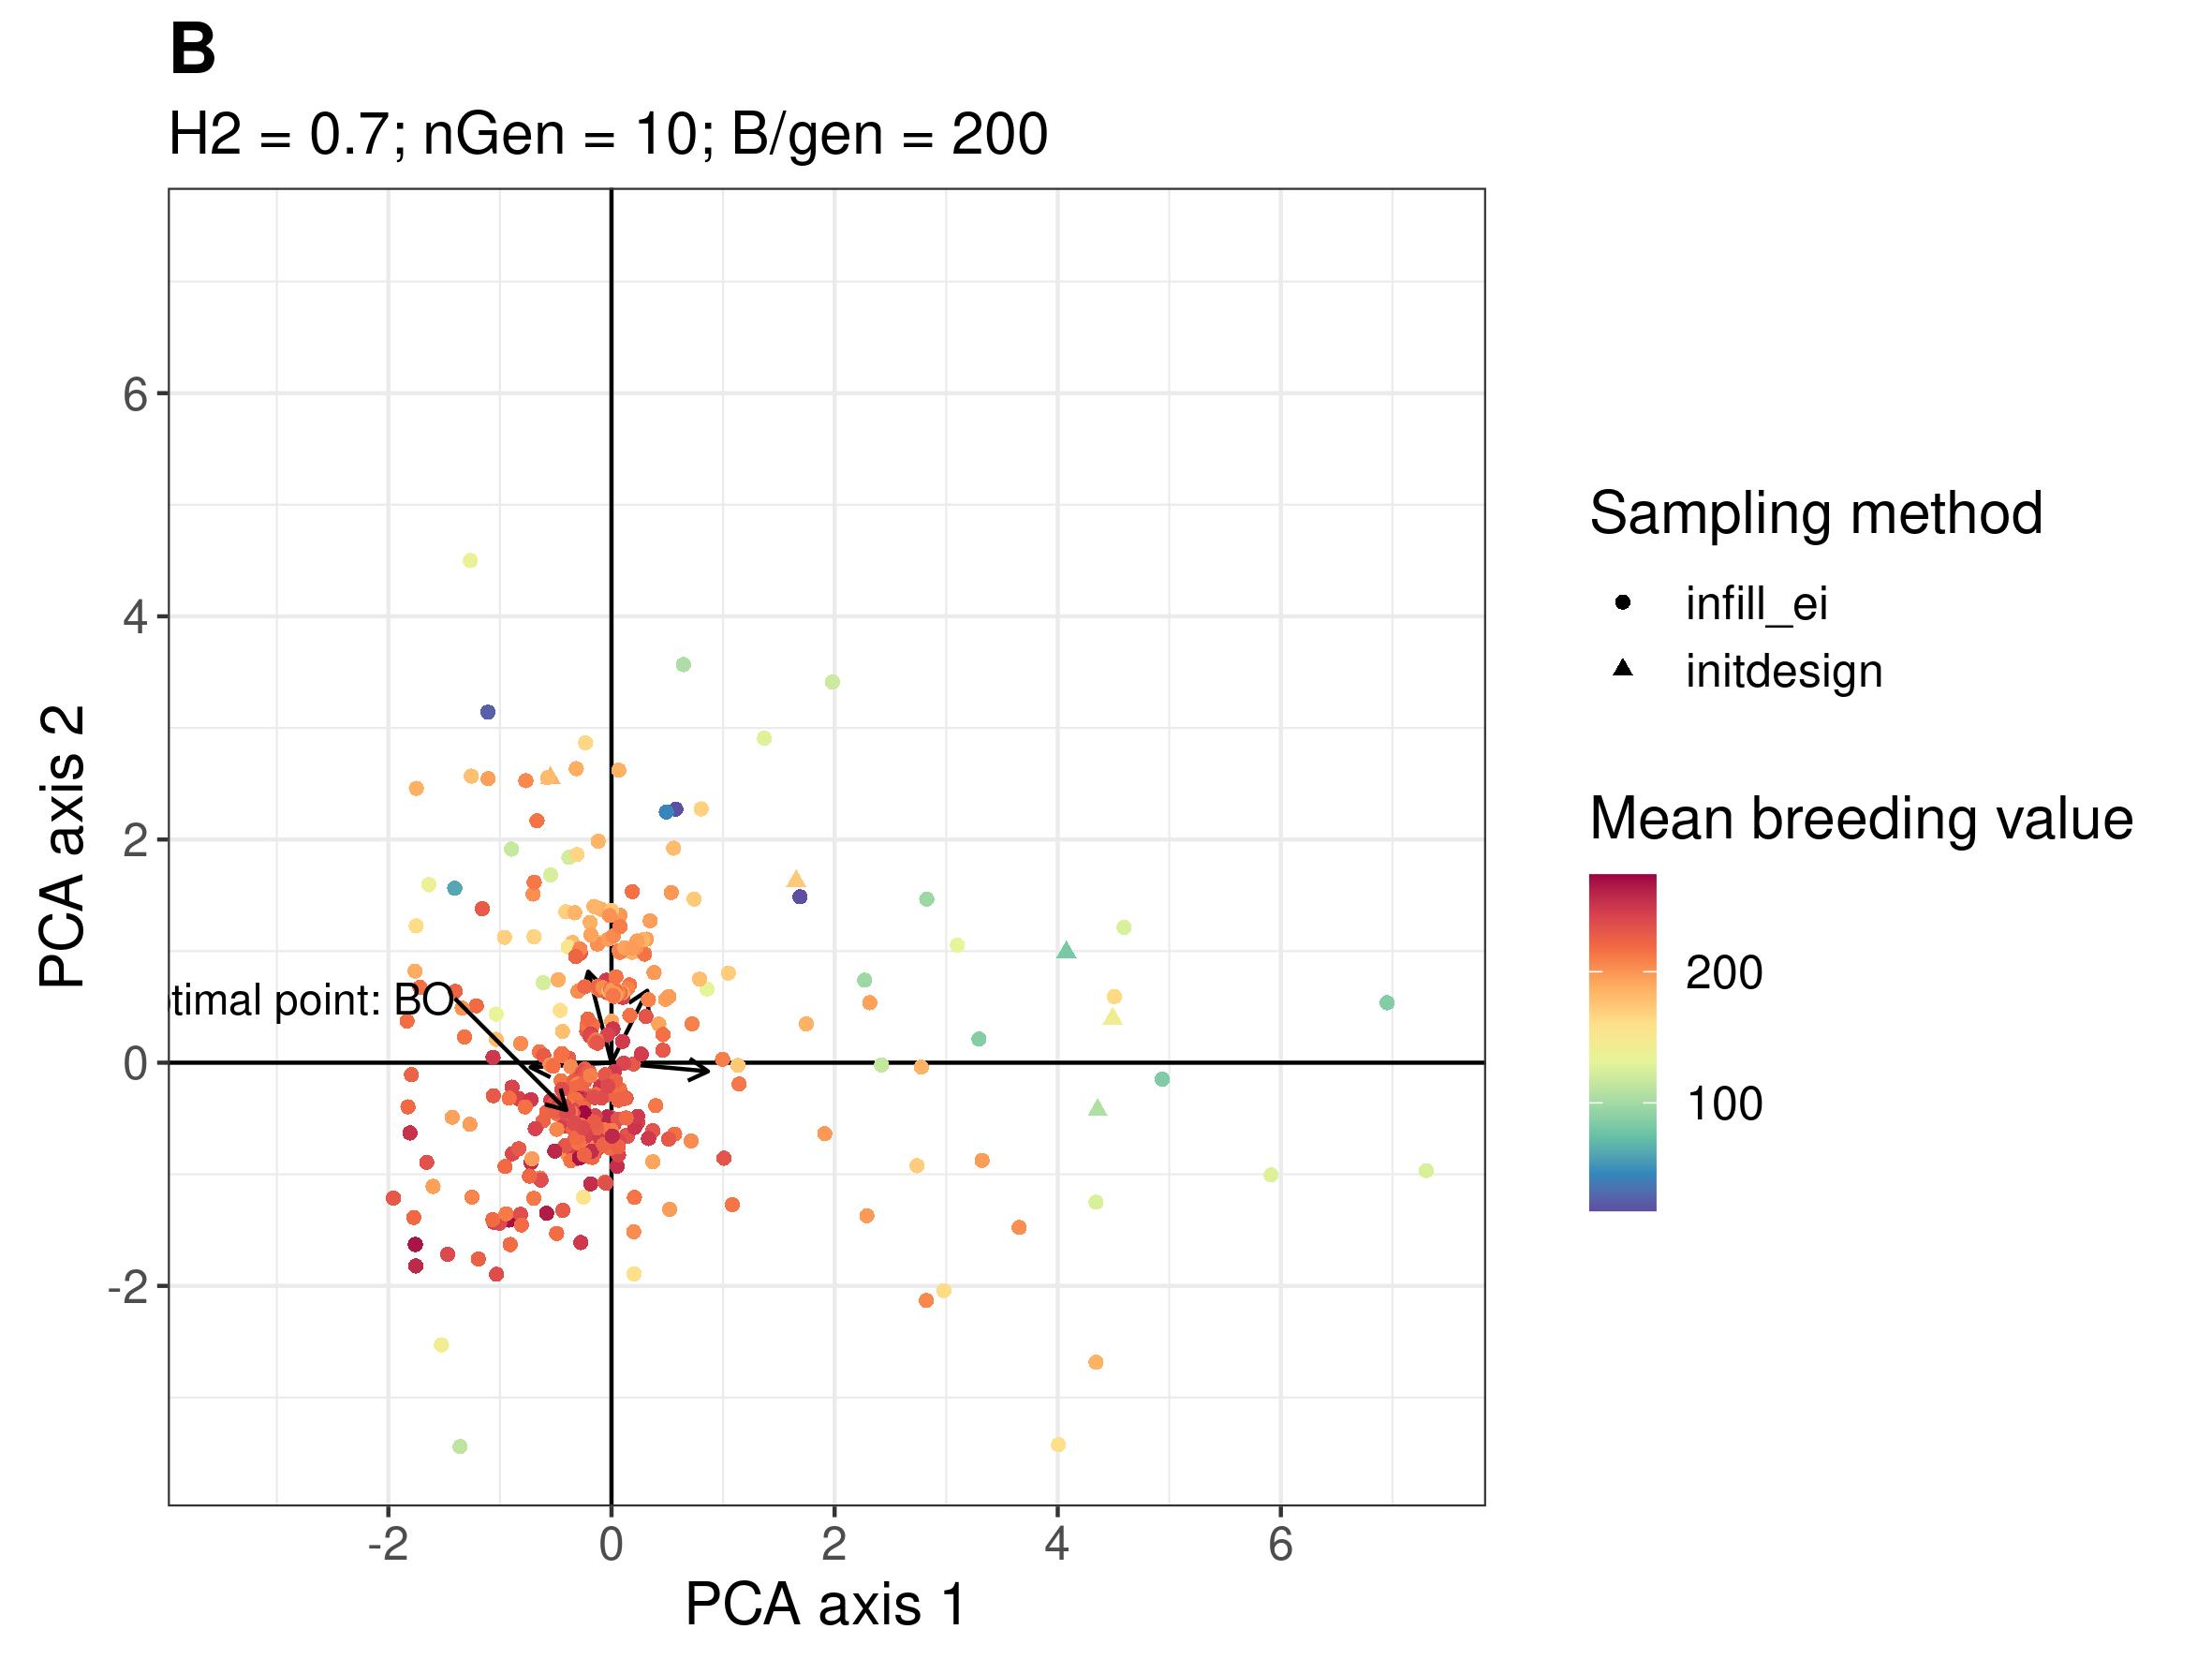 B
H2 = 0.7; nGen = 10; B/gen = 200
PCA axis 2
6
4
2
0
-2
timal point: BO
-2
0
2
4
6
PCA axis 1
Sampling method
infill_ei
initdesign
Mean breeding value
200
100